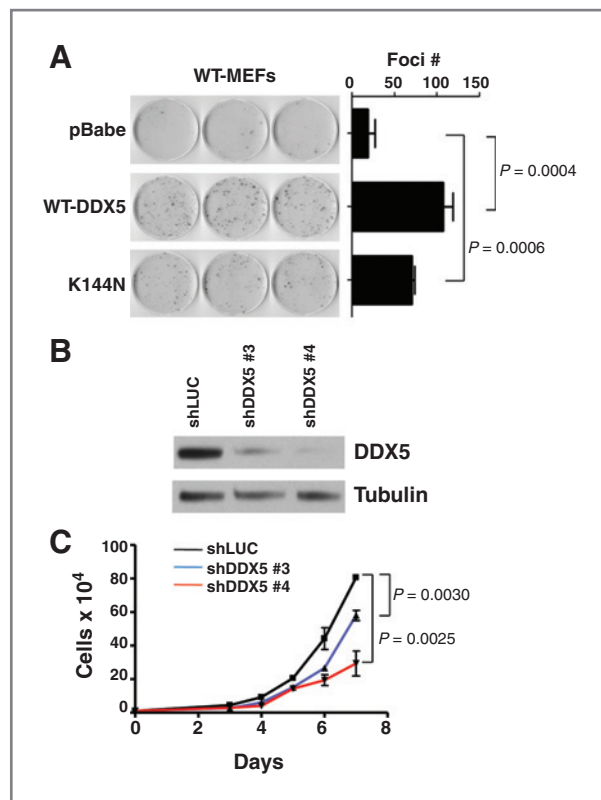 A
WT-MEFs
Foci #
0 50 100 150
pBabe
WT-DDX5
K144N
P = 0.0004
P = 0.0006
B
shLUC
shDDX5 #3
shDDX5 #4
DDX5
Tubulin
C
shLUC
shDDX5 #3
shDDX5 #4
Cells x 10⁴
100
80
60
40
20
0
0 2 4 6 8
Days
P = 0.0030
P = 0.0025